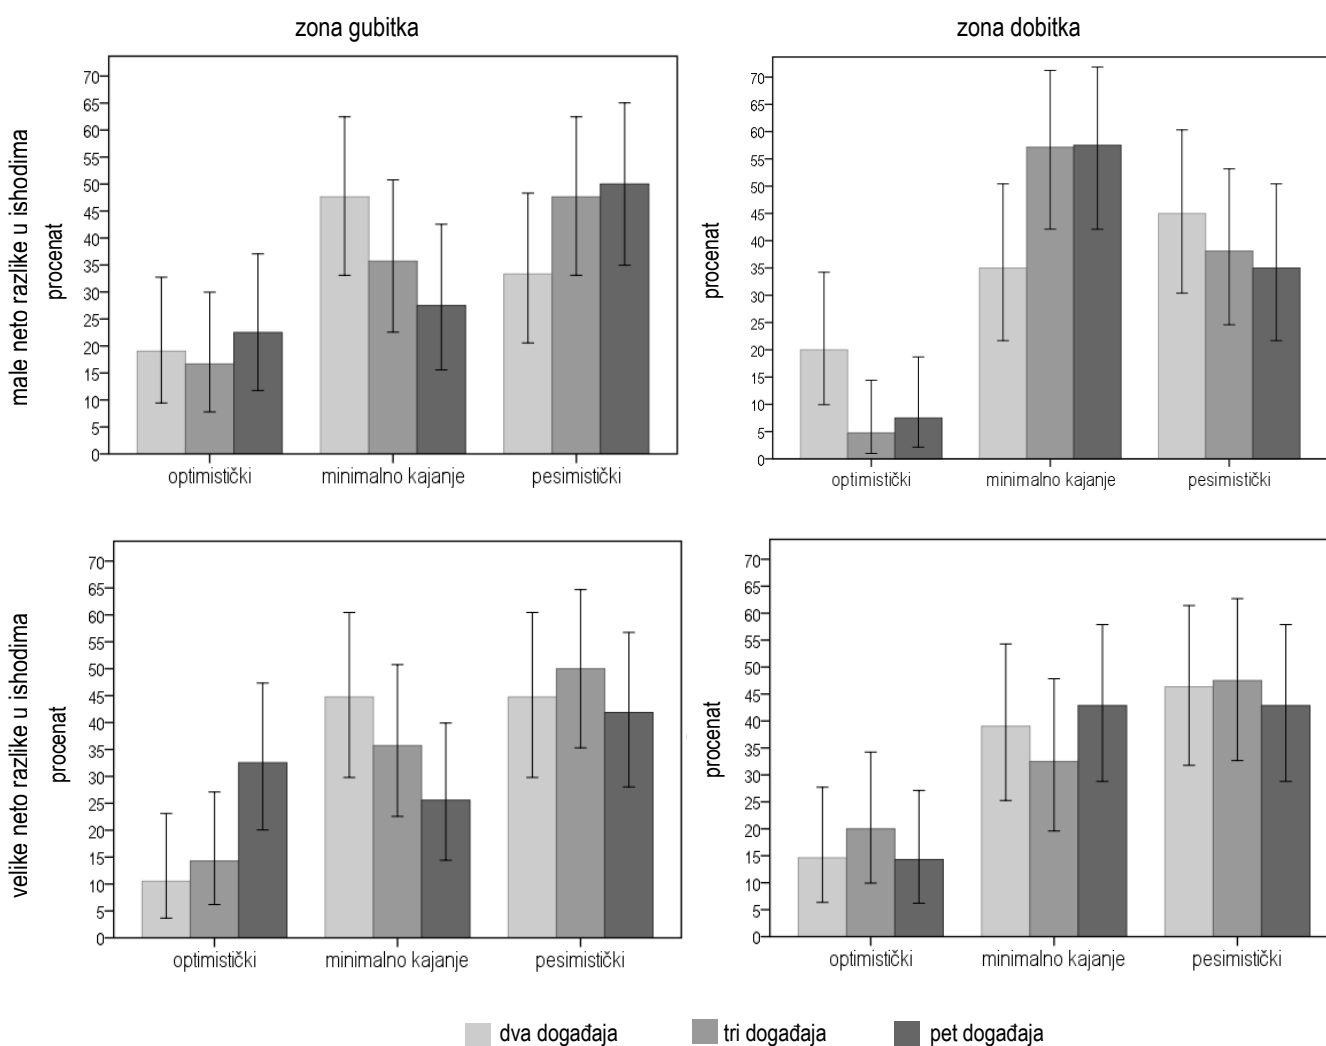 zona gubitka
zona dobitka
male neto razlike u ishodima
procenat
70
65
60
55
50
45
40
35
30
25
20
15
10
5
0
optimistički
minimalno kajanje
pesimistički
procenat
70
65
60
55
50
45
40
35
30
25
20
15
10
5
0
optimistički
minimalno kajanje
pesimistički
velike neto razlike u ishodima
procenat
70
65
60
55
50
45
40
35
30
25
20
15
10
5
0
optimistički
minimalno kajanje
pesimistički
procenat
70
65
60
55
50
45
40
35
30
25
20
15
10
5
0
optimistički
minimalno kajanje
pesimistički
dva događaja
tri događaja
pet događaja